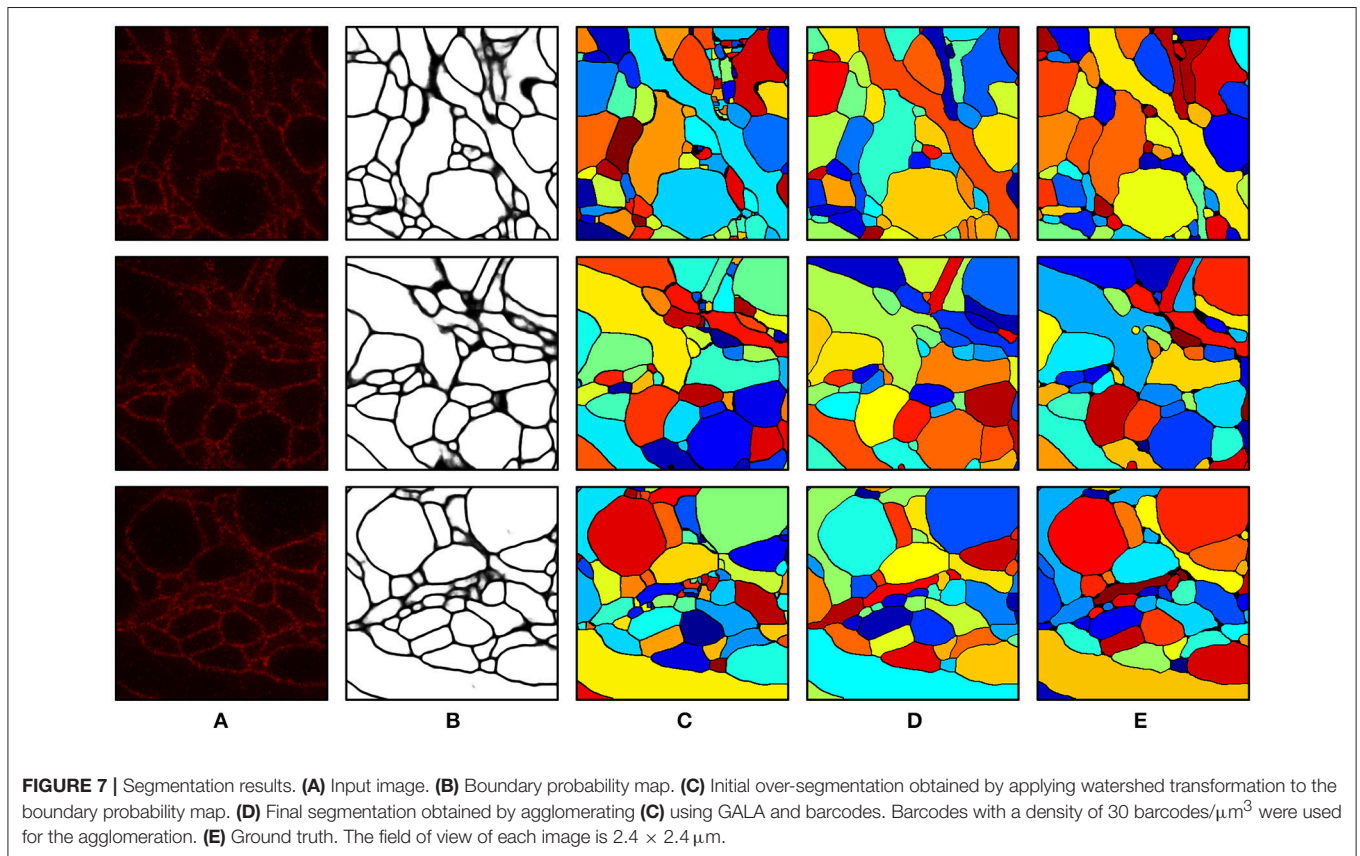 A B C D E
FIGURE 7 | Segmentation results. (A) Input image. (B) Boundary probability map. (C) Initial over-segmentation obtained by applying watershed transformation to the
boundary probability map. (D) Final segmentation obtained by agglomerating (C) using GALA and barcodes. Barcodes with a density of 30 barcodes/μm³ were used
for the agglomeration. (E) Ground truth. The field of view of each image is 2.4 × 2.4 μm.